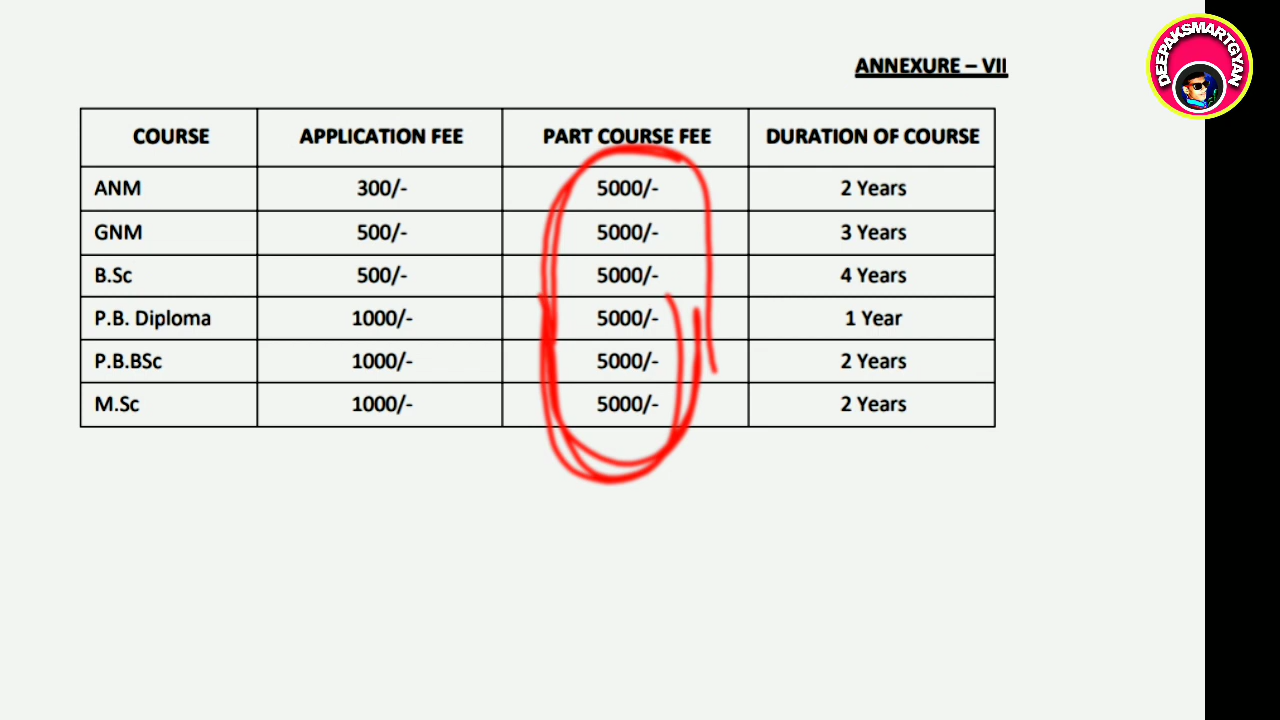 DEEPAKSMARTGYAN
ANNEXURE – VII
COURSE APPLICATION FEE PART COURSE FEE DURATION OF COURSE
ANM 300/- 5000/- 2 Years
GNM 500/- 5000/- 3 Years
B.Sc 500/- 5000/- 4 Years
P.B. Diploma 1000/- 5000/- 1 Year
P.B.BSc 1000/- 5000/- 2 Years
M.Sc 1000/- 5000/- 2 Years